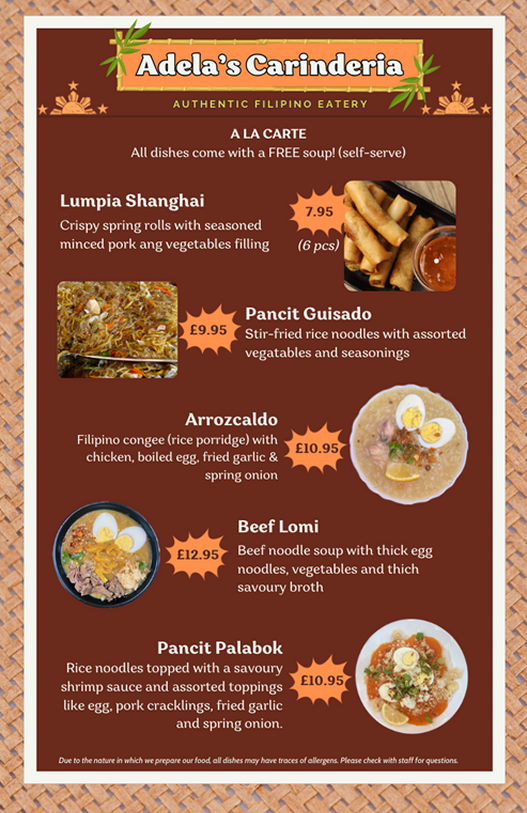 Adela's Carinderia
AUTHENTIC FILIPINO EATERY
A LA CARTE
All dishes come with a FREE soup! (self-serve)
Lumpia Shanghai
Crispy spring rolls with seasoned
minced pork ang vegetables filling
7.95
(6 pcs)
£9.95
Pancit Guisado
Stir-fried rice noodles with assorted
vegatables and seasonings
Arrozcaldo
Filipino congee (rice porridge) with
chicken, boiled egg, fried garlic &
spring onion
£10.95
£12.95
Beef Lomi
Beef noodle soup with thick egg
noodles, vegetables and thich
savoury broth
Pancit Palabok
Rice noodles topped with a savoury
shrimp sauce and assorted toppings
like egg, pork cracklings, fried garlic
and spring onion.
£10.95
Due to the nature in which we prepare our food, all dishes may have traces of allergens. Please check with staff for questions.